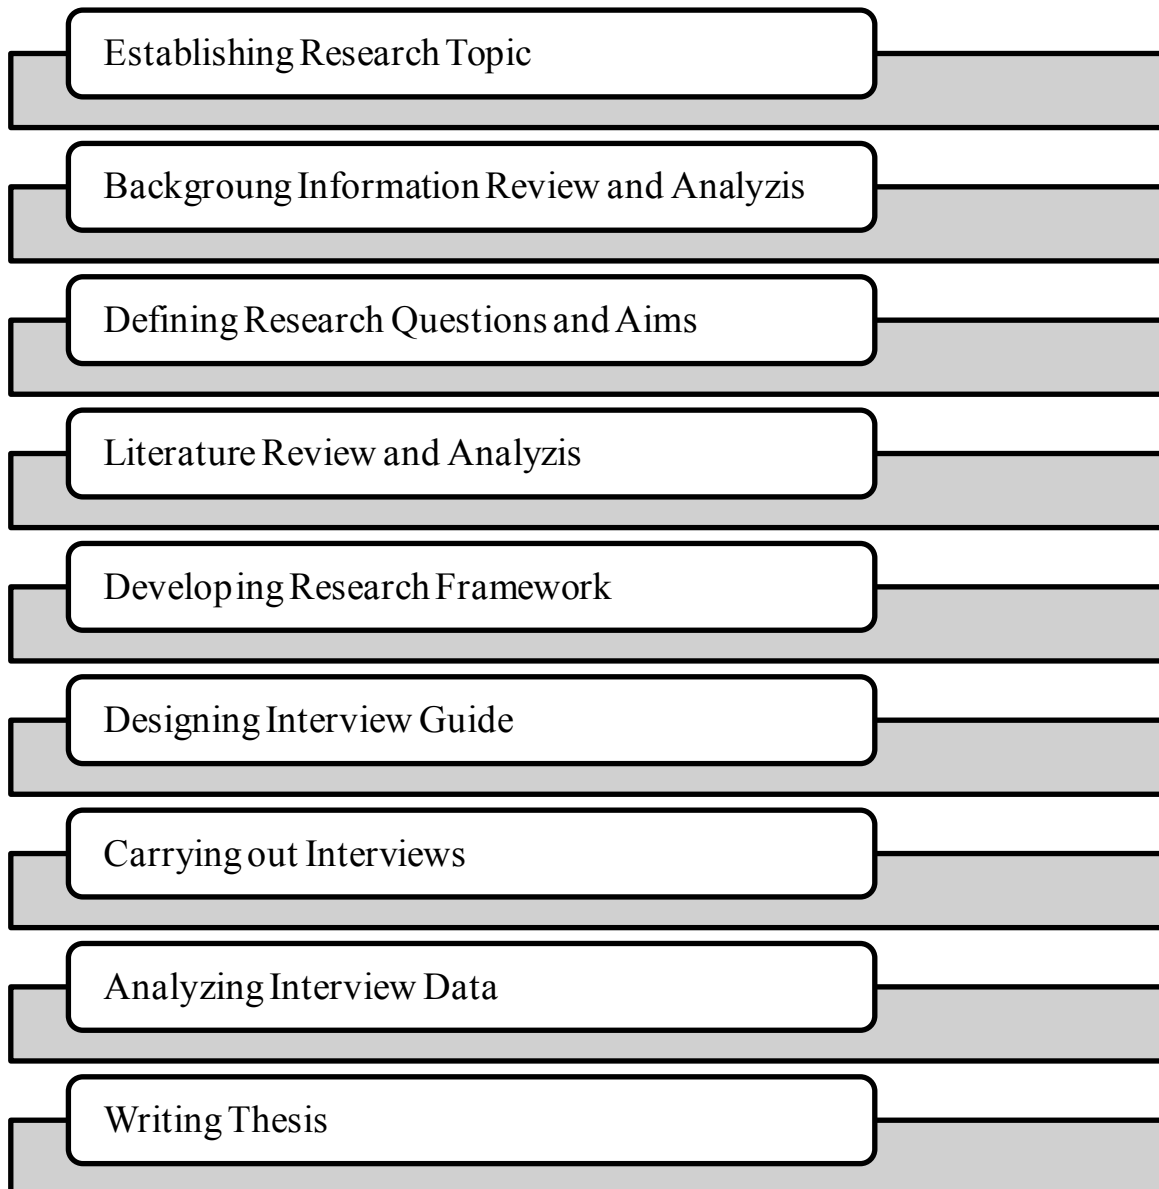 Establishing Research Topic
Backgroung Information Review and Analyzis
Defining Research Questions and Aims
Literature Review and Analyzis
Developing Research Framework
Designing Interview Guide
Carrying out Interviews
Analyzing Interview Data
Writing Thesis